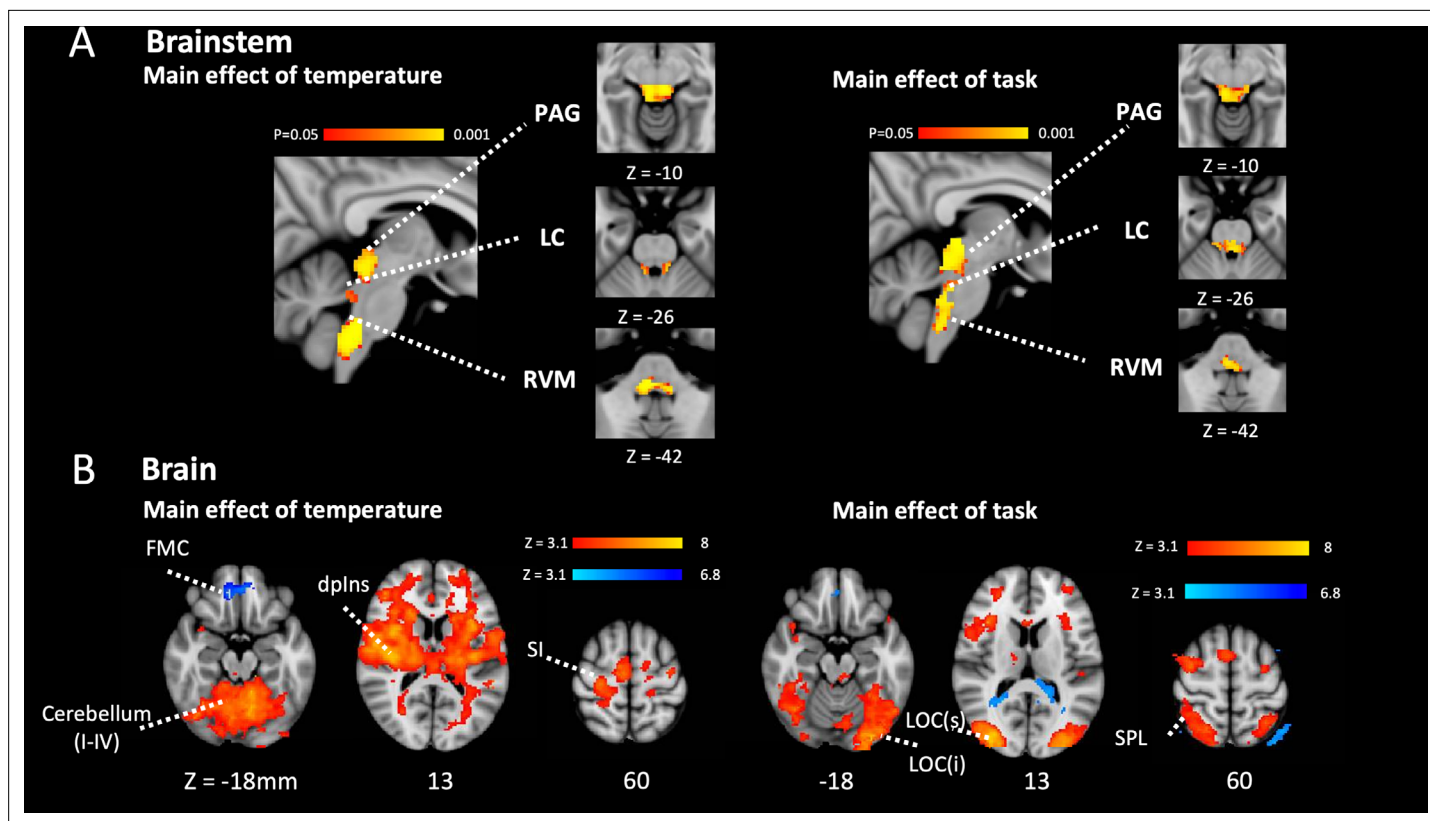 A Brainstem
Main effect of temperature
P=0.05 0.001
PAG
Z = -10
LC
Z = -26
RVM
Z = -42
Main effect of task
P=0.05 0.001
PAG
Z = -10
LC
Z = -26
RVM
Z = -42
B Brain
Main effect of temperature
FMC
dpIns
Z = 3.1 8
Z = 3.1 6.8
SI
Cerebellum
(I-IV)
Z = -18mm 13 60
Main effect of task
Z = 3.1 8
Z = 3.1 6.8
LOC(s)
LOC(i)
SPL
-18 13 60